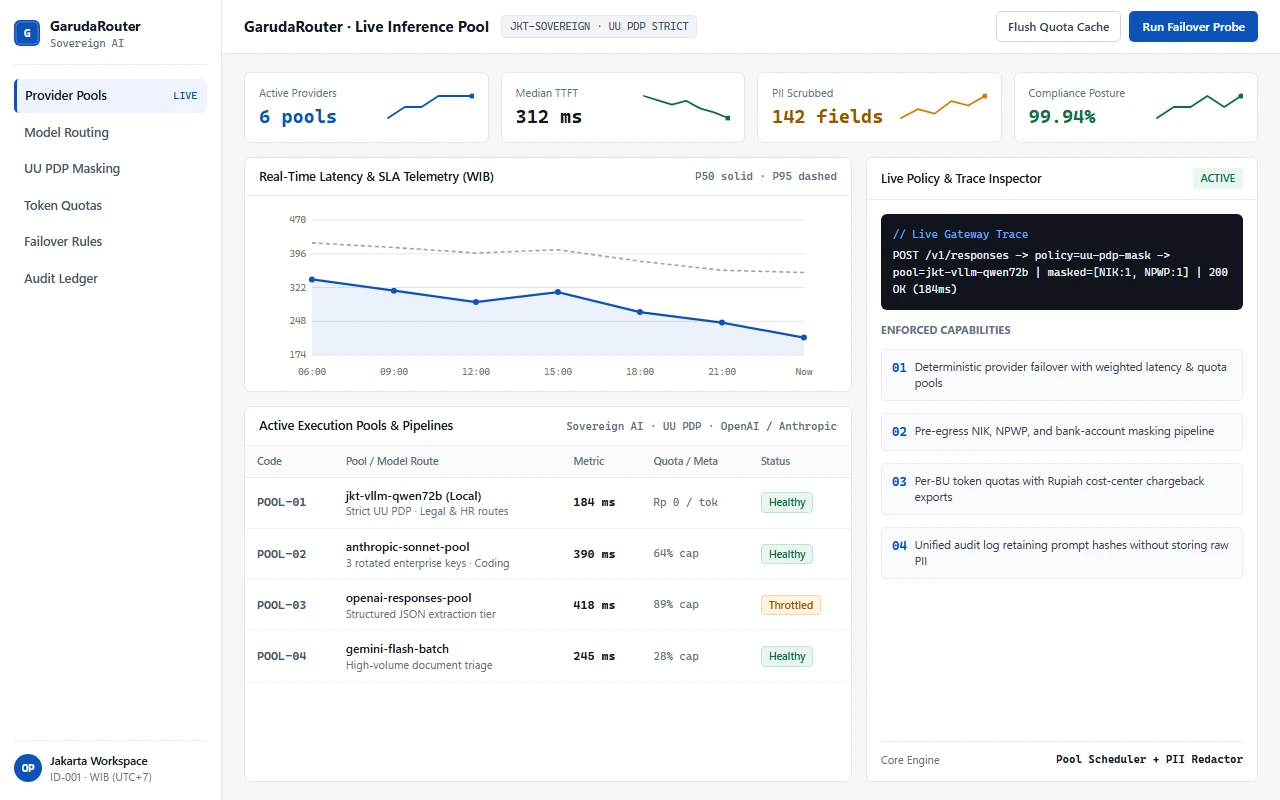 G
GarudaRouter
Sovereign AI
Provider Pools LIVE
Model Routing
UU PDP Masking
Token Quotas
Failover Rules
Audit Ledger
OP
Jakarta Workspace
ID-001 · WIB (UTC+7)
GarudaRouter · Live Inference Pool
JKT-SOVEREIGN · UU PDP STRICT
Flush Quota Cache
Run Failover Probe
Active Providers
6 pools
Median TTFT
312 ms
PII Scrubbed
142 fields
Compliance Posture
99.94%
Real-Time Latency & SLA Telemetry (WIB)
P50 solid · P95 dashed
470
396
322
248
174
06:00 09:00 12:00 15:00 18:00 21:00 Now
Active Execution Pools & Pipelines
Sovereign AI · UU PDP · OpenAI / Anthropic
Code Pool / Model Route Metric Quota / Meta Status
POOL-01 jkt-vllm-qwen72b (Local) 184 ms Rp 0 / tok Healthy
Strict UU PDP · Legal & HR routes
POOL-02 anthropic-sonnet-pool 390 ms 64% cap Healthy
3 rotated enterprise keys · Coding
POOL-03 openai-responses-pool 418 ms 89% cap Throttled
Structured JSON extraction tier
POOL-04 gemini-flash-batch 245 ms 28% cap Healthy
High-volume document triage
Live Policy & Trace Inspector
ACTIVE
// Live Gateway Trace
POST /v1/responses -> policy=uu-pdp-mask ->
pool=jkt-vllm-qwen72b | masked=[NIK:1, NPWP:1] | 200
OK (184ms)
ENFORCED CAPABILITIES
01 Deterministic provider failover with weighted latency & quota
pools
02 Pre-egress NIK, NPWP, and bank-account masking pipeline
03 Per-BU token quotas with Rupiah cost-center chargeback
exports
04 Unified audit log retaining prompt hashes without storing raw
PII
Core Engine
Pool Scheduler + PII Redactor